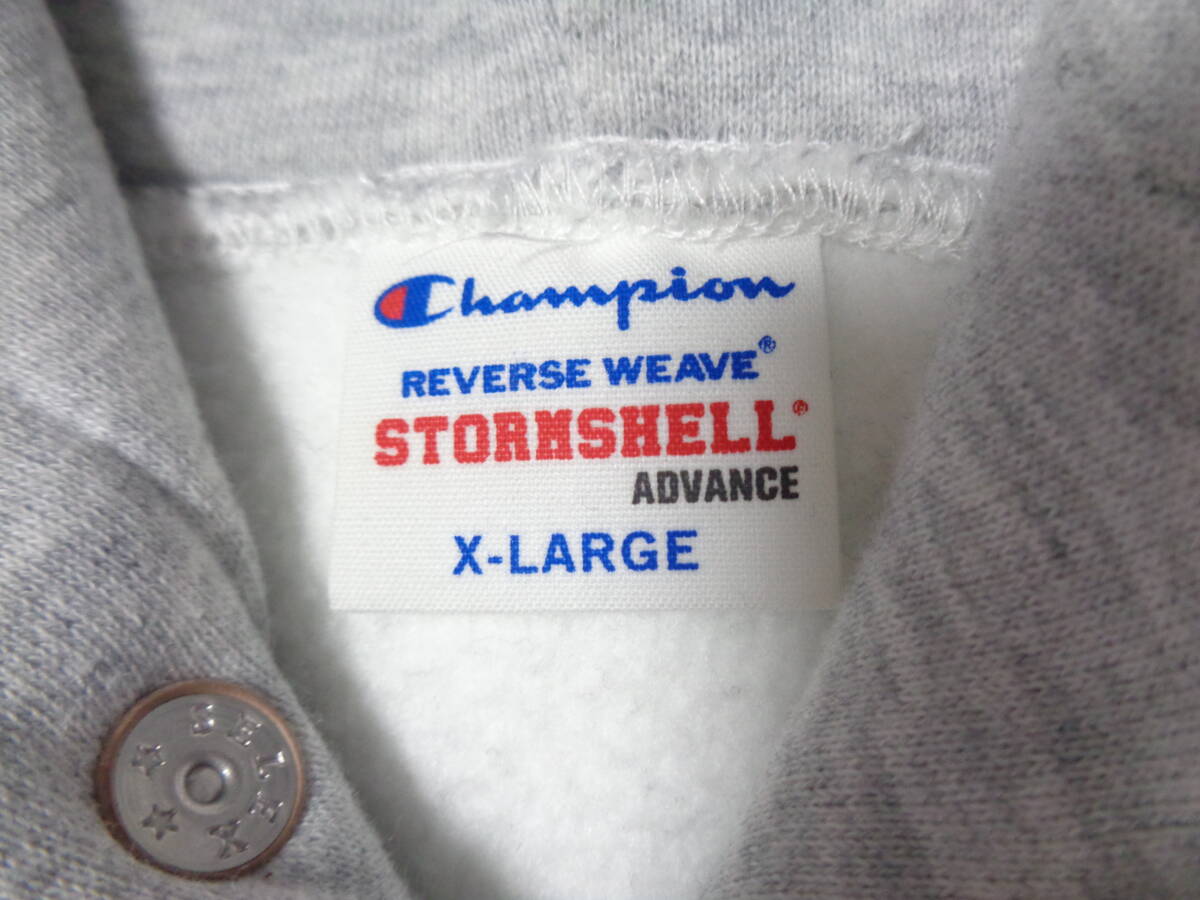 Champion
REVERSE WEAVE®
STORMSHELL®
ADVANCE
X-LARGE